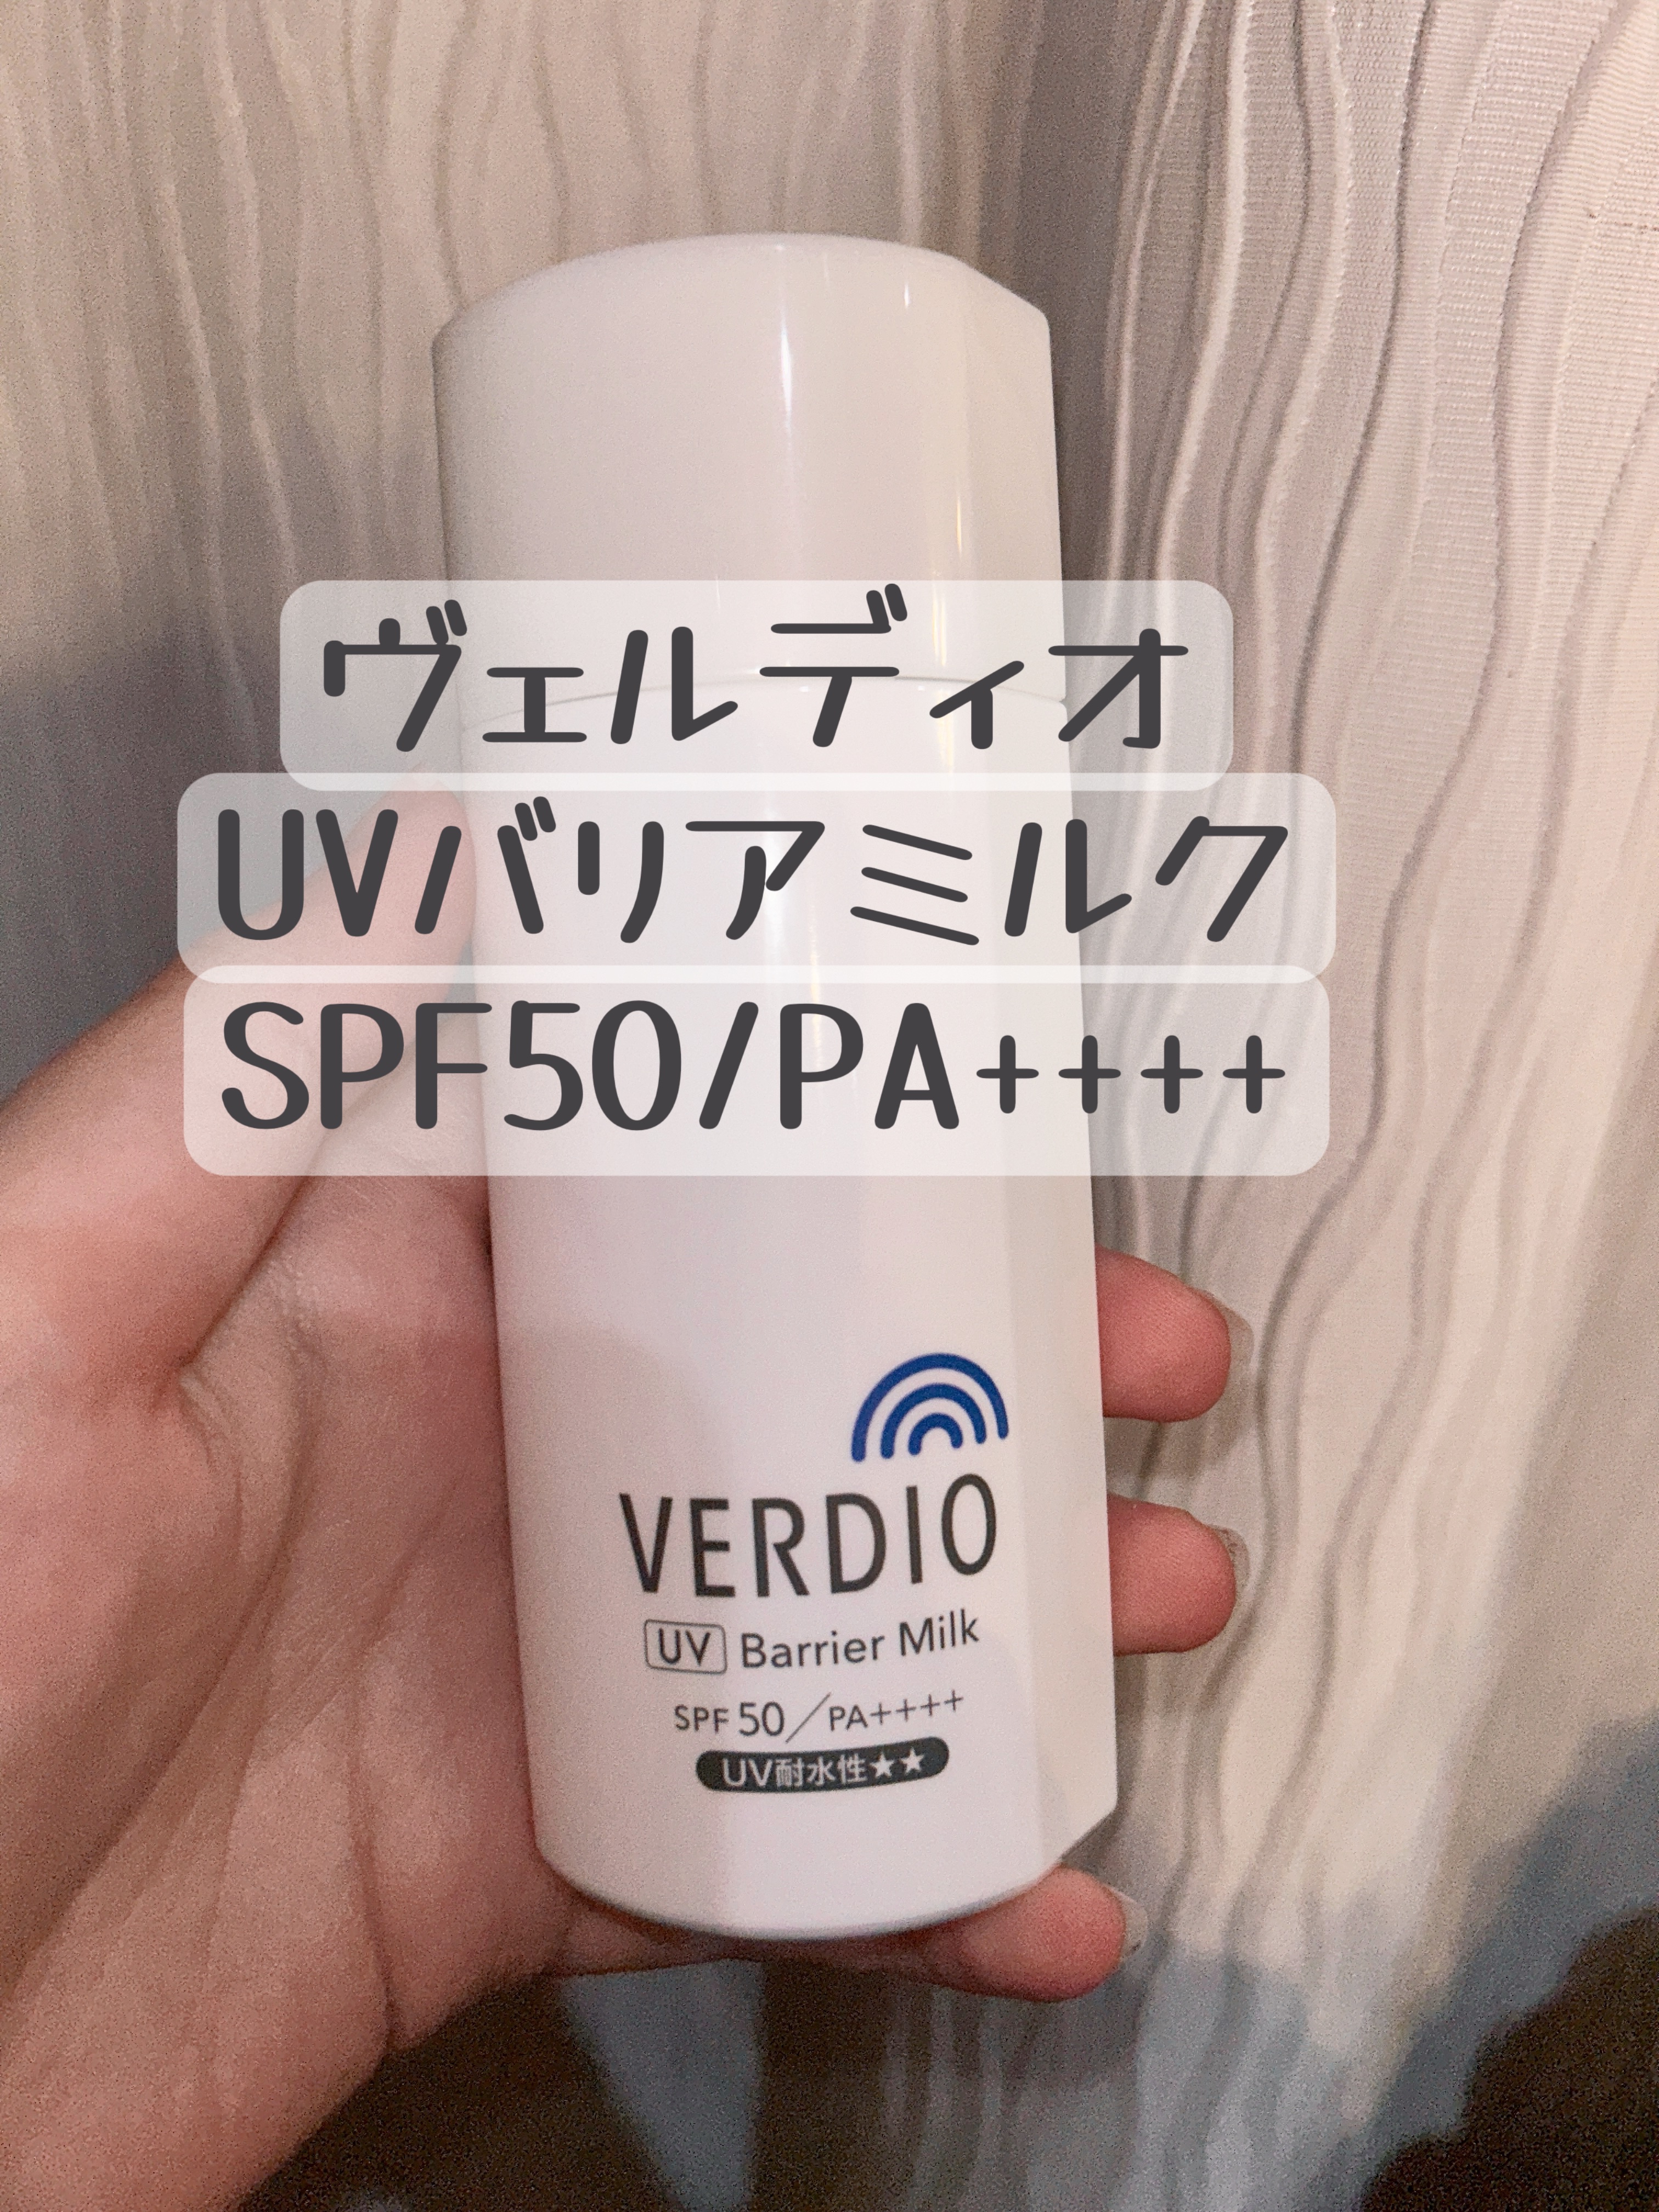 ヴェルディオ
UVバリアミルク
SPF50/PA++++
VERDIO
UV Barrier Milk
SPF 50/PA++++
UV耐水性★★